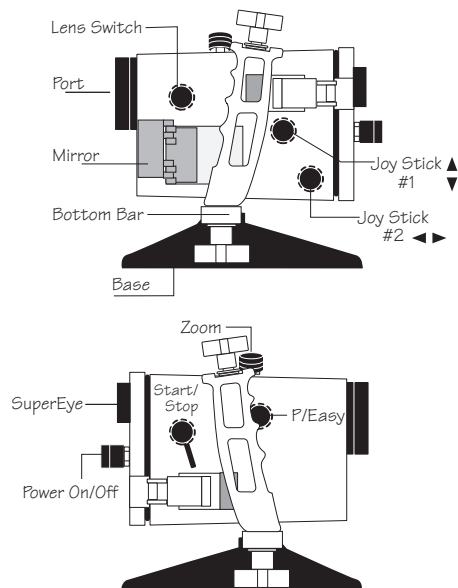 Lens Switch
Port
Mirror
Joy Stick
#1
Bottom Bar
Joy Stick
#2
Base
Zoom
Start/
Stop
SuperEye
P/Easy
Power On/Off